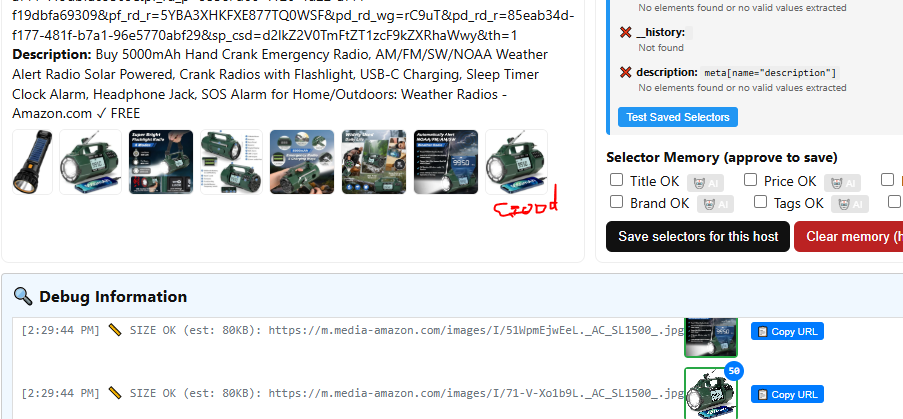 f19dbfa69309&pf_rd_r=5YBA3XHKFXE877TQ0WSF&pd_rd_wg=rC9uT&pd_rd_r=85eab34d-
f177-481f-b7a1-96e5770abf29&sp_csd=d2lkZ2V0TmFtZT1zcF9kZXRhaWwy&th=1
Description: Buy 5000mAh Hand Crank Emergency Radio, AM/FM/SW/NOAA Weather
Alert Radio Solar Powered, Crank Radios with Flashlight, USB-C Charging, Sleep Timer
Clock Alarm, Headphone Jack, SOS Alarm for Home/Outdoors: Weather Radios -
Amazon.com ✓ FREE
Good
No elements found or no valid values extracted
❌ __history:
Not found
❌ description: meta[name="description"]
No elements found or no valid values extracted
Test Saved Selectors
Selector Memory (approve to save)
Title OK AI Price OK AI
Brand OK AI Tags OK AI
Save selectors for this host Clear memory (h
🔍 Debug Information
[2:29:44 PM] 📏 SIZE OK (est: 80KB): https://m.media-amazon.com/images/I/51WpmEjwEeL._AC_SL1500_.jpg 📋 Copy URL
50
[2:29:44 PM] 📏 SIZE OK (est: 80KB): https://m.media-amazon.com/images/I/71-V-Xo1b9L._AC_SL1500_.jpg 📋 Copy URL